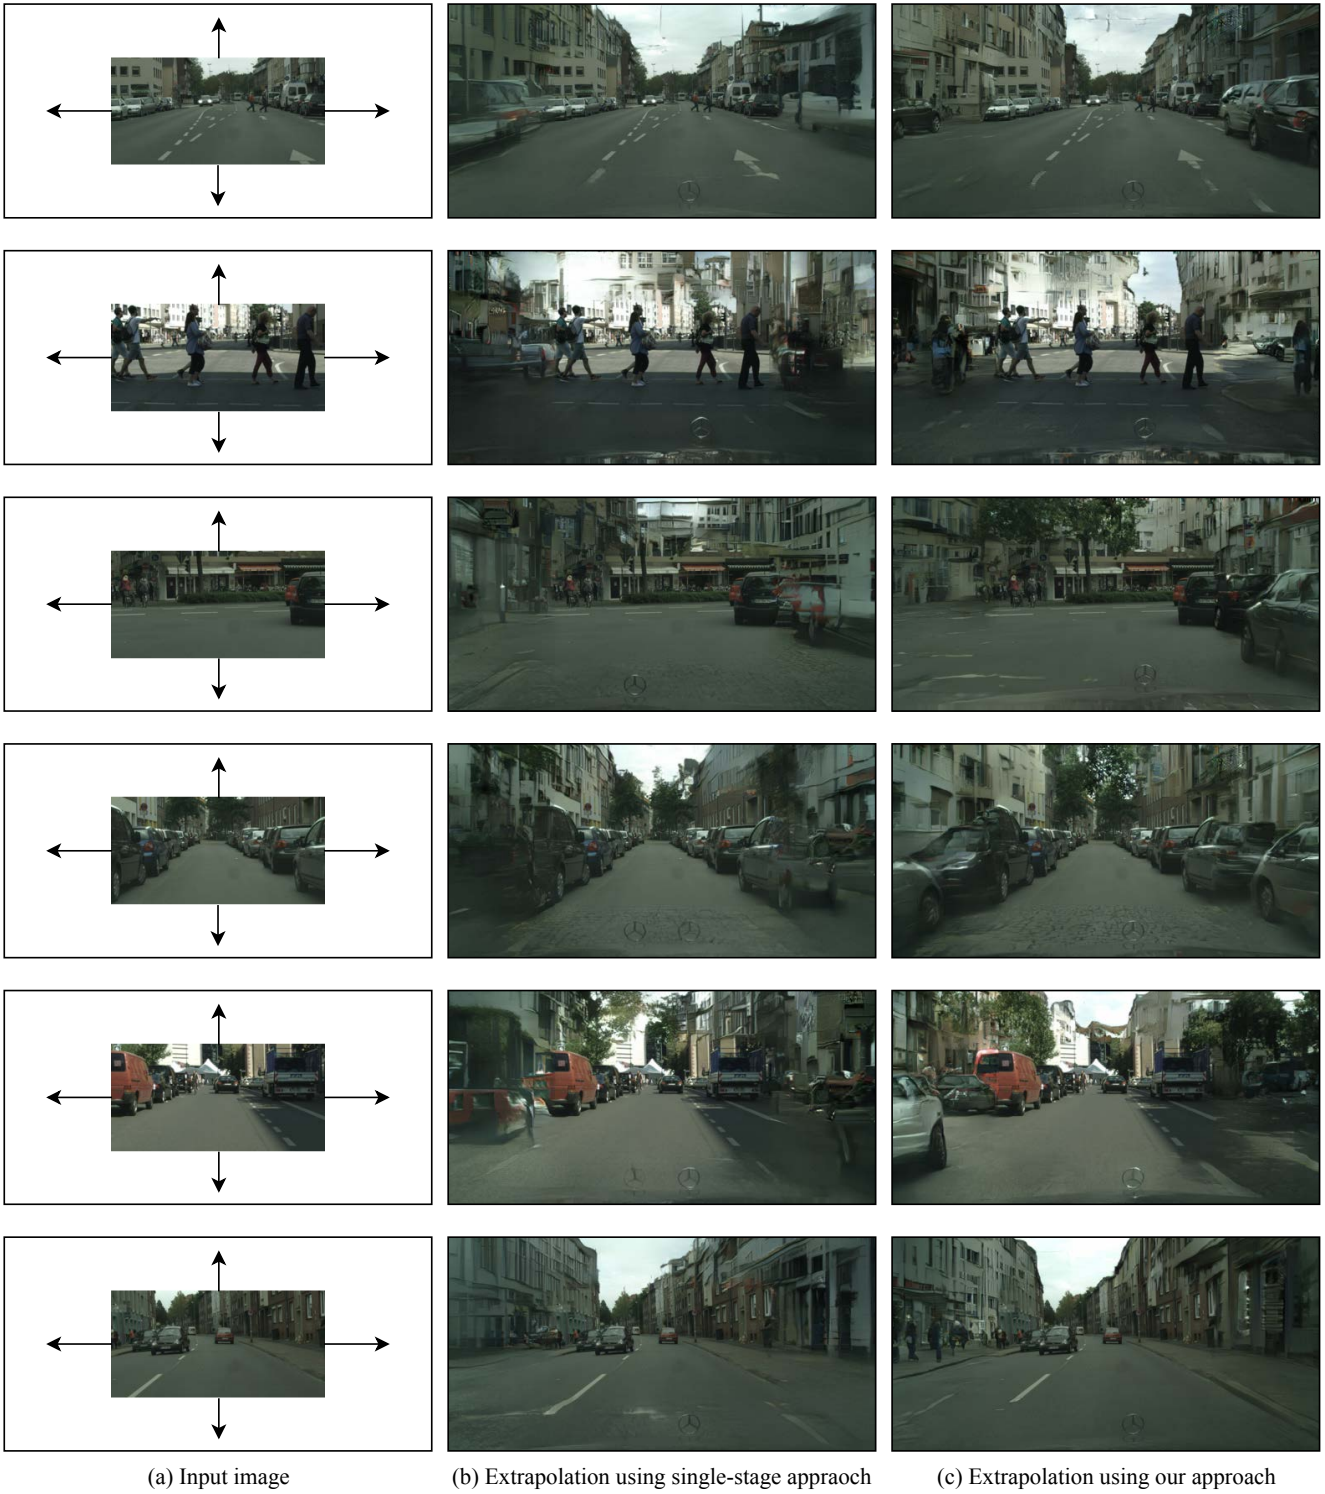 (a) Input image
(b) Extrapolation using single-stage appraoch
(c) Extrapolation using our approach